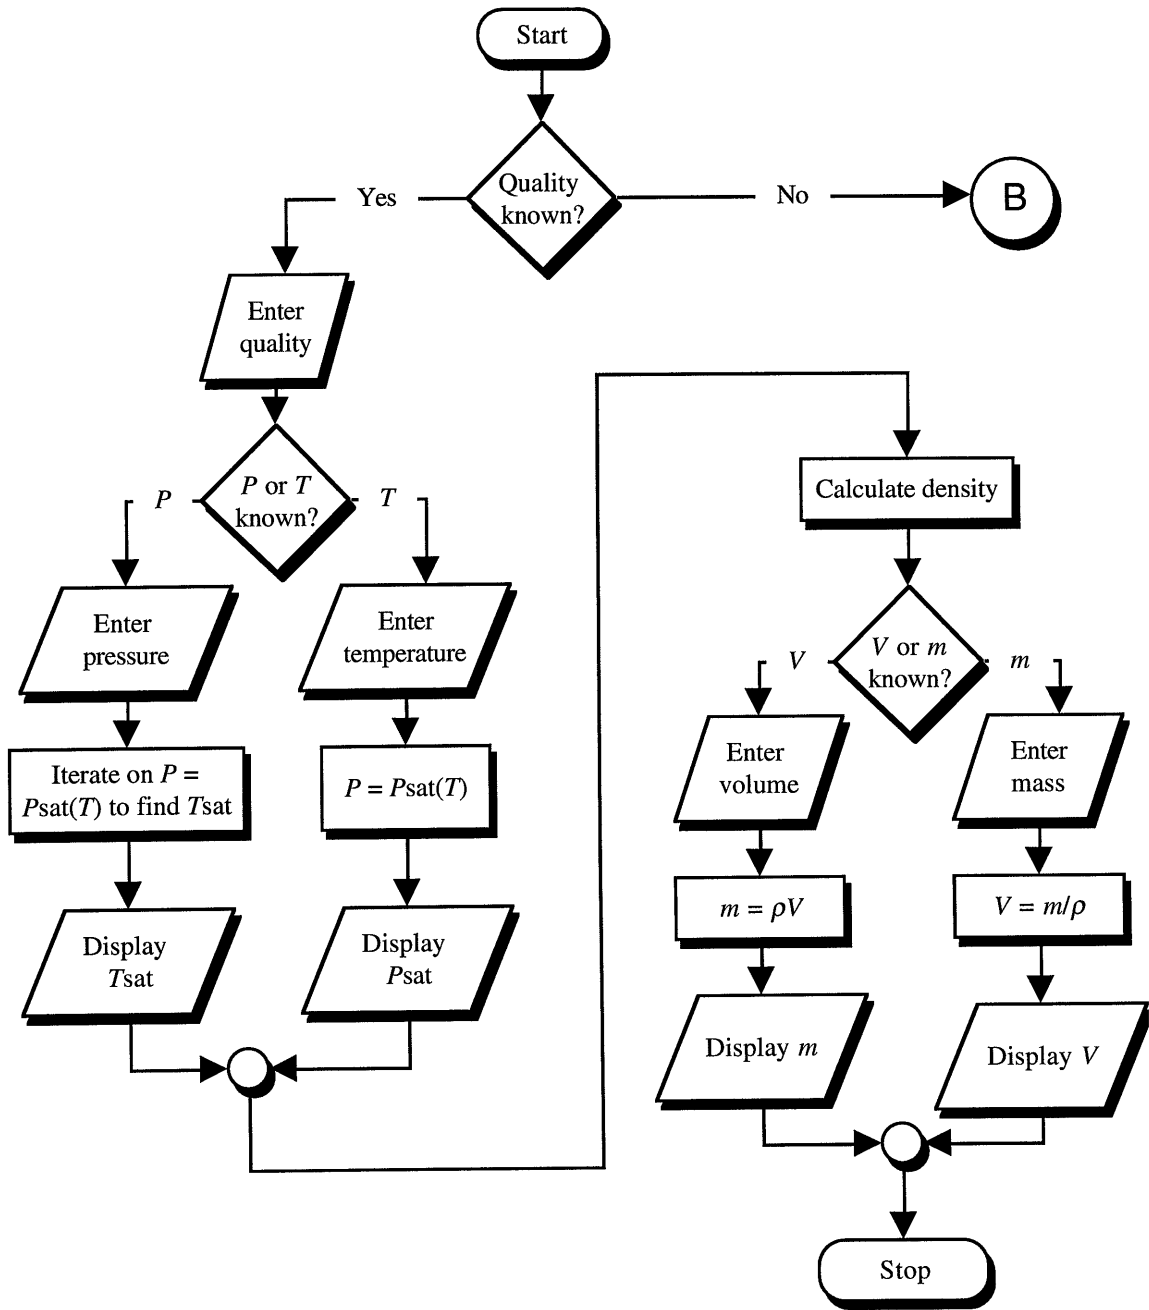 Start
Quality
known?
Yes
No
B
Enter
quality
P or T
known?
P
T
Enter
pressure
Enter
temperature
Iterate on P =
Psat(T) to find Tsat
P = Psat(T)
Display
Tsat
Display
Psat
Calculate density
V or m
known?
V
m
Enter
volume
Enter
mass
m = ρV
V = m/ρ
Display m
Display V
Stop